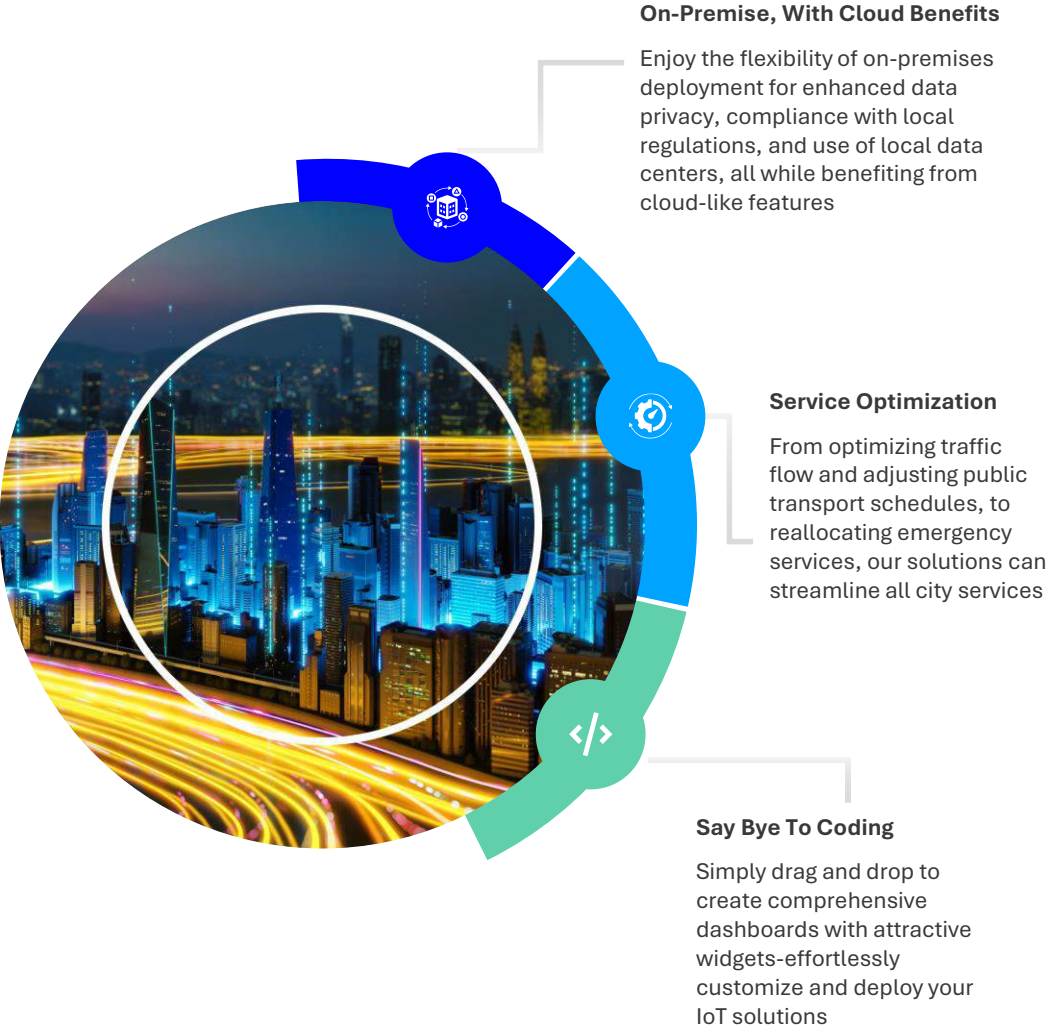 On-Premise, With Cloud Benefits
Enjoy the flexibility of on-premises
deployment for enhanced data
privacy, compliance with local
regulations, and use of local data
centers, all while benefiting from
cloud-like features
Service Optimization
From optimizing traffic
flow and adjusting public
transport schedules, to
reallocating emergency
services, our solutions can
streamline all city services
Say Bye To Coding
Simply drag and drop to
create comprehensive
dashboards with attractive
widgets-effortlessly
customize and deploy your
IoT solutions